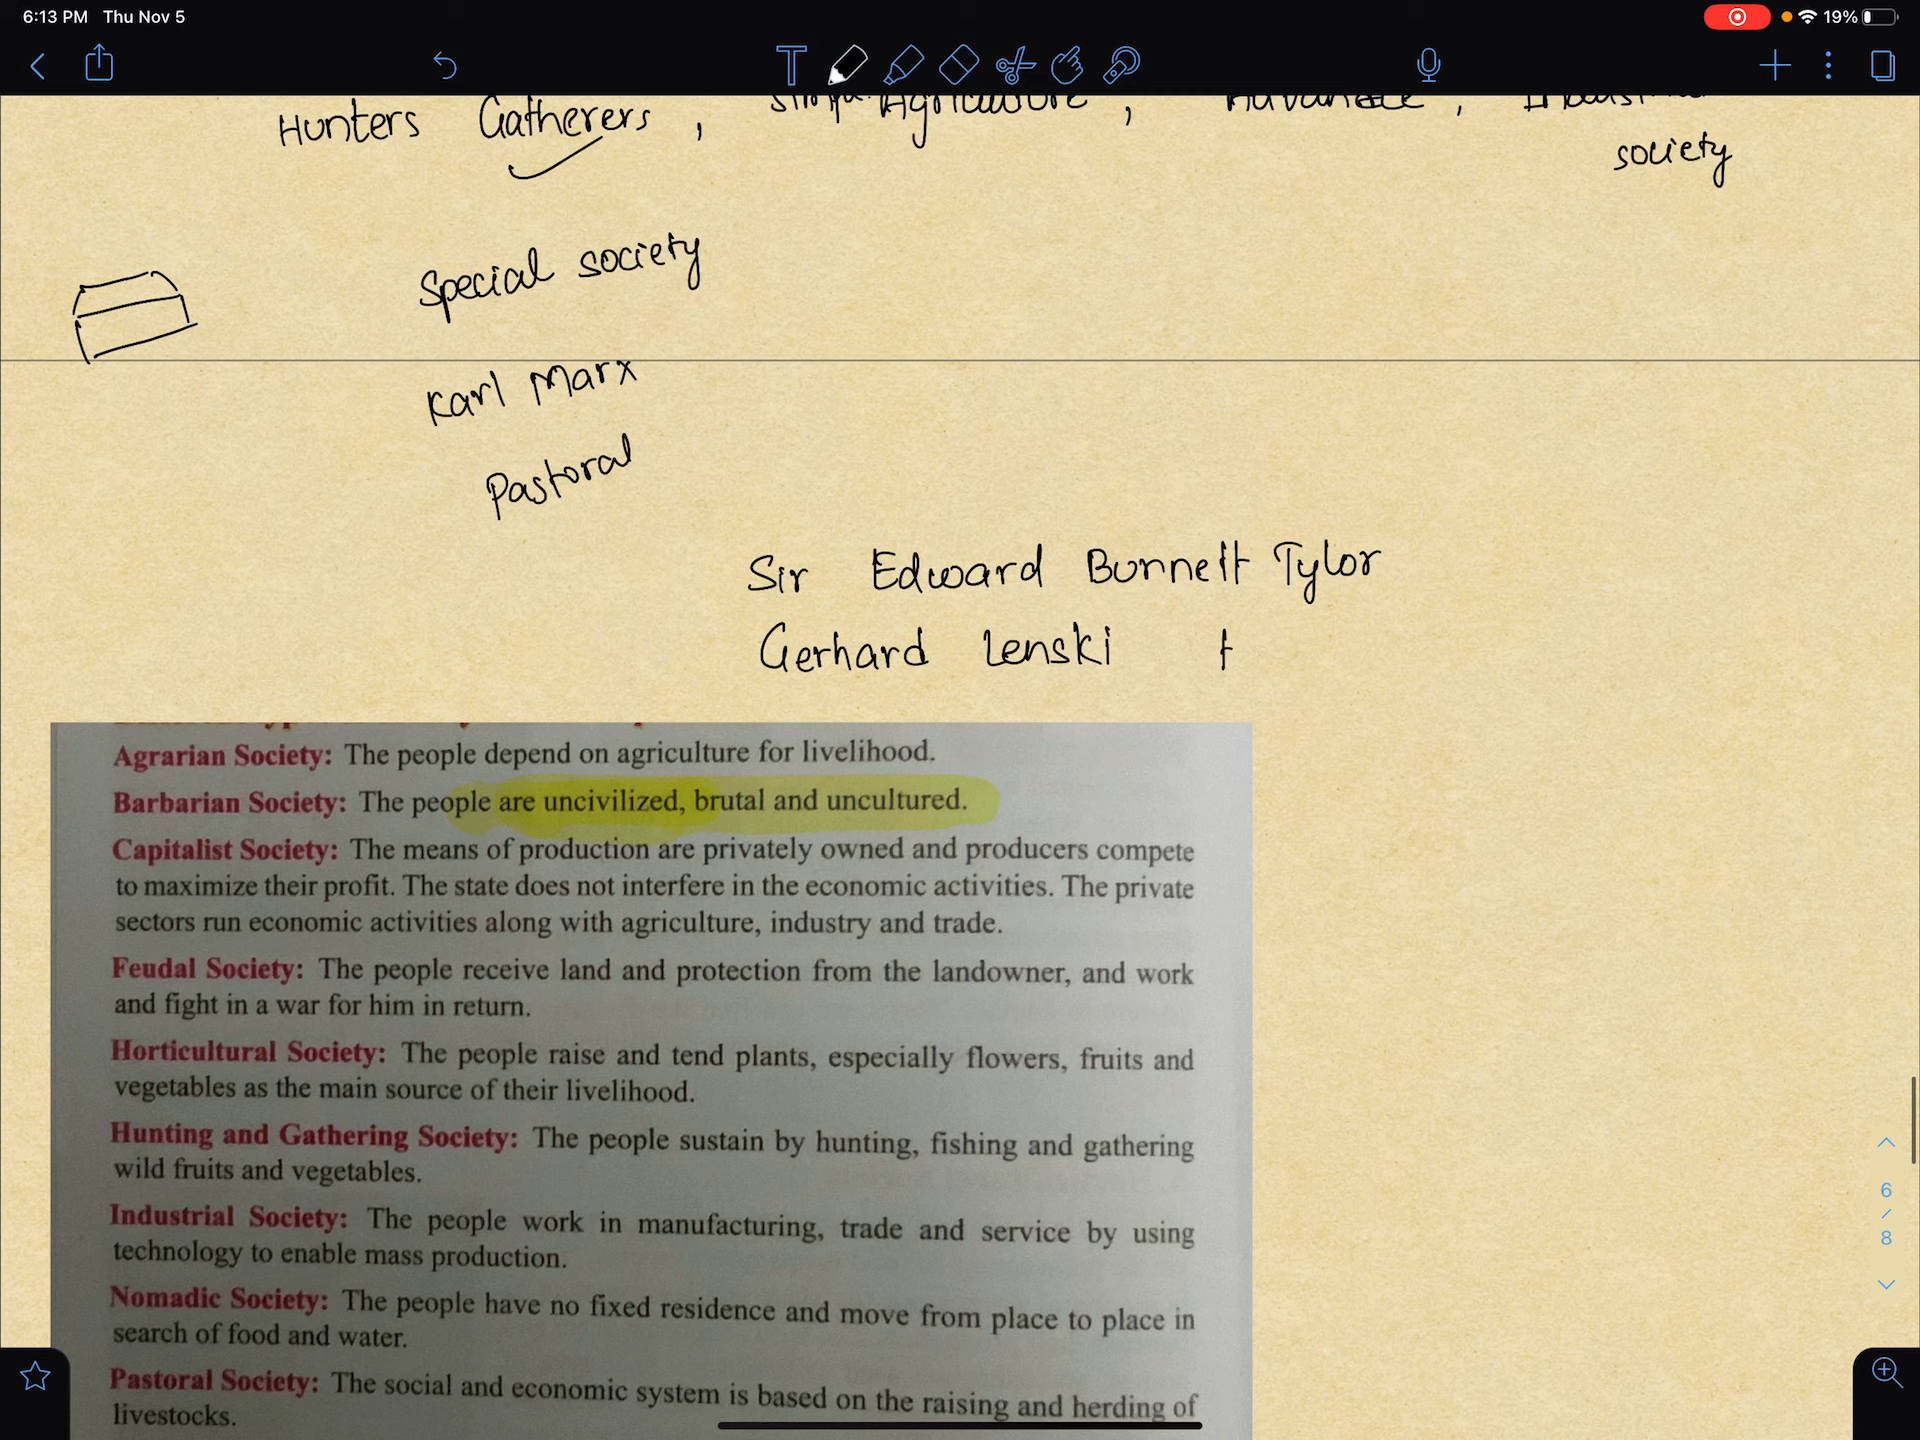 6:13 PM Thu Nov 5
19%
Hunters Gatherers , Agriculture , ,
society
Special society
Karl Marx
Pastoral
Sir Edward Burnett Tylor
Gerhard Lenski
Agrarian Society: The people depend on agriculture for livelihood.
Barbarian Society: The people are uncivilized, brutal and uncultured.
Capitalist Society: The means of production are privately owned and producers compete
to maximize their profit. The state does not interfere in the economic activities. The private
sectors run economic activities along with agriculture, industry and trade.
Feudal Society: The people receive land and protection from the landowner, and work
and fight in a war for him in return.
Horticultural Society: The people raise and tend plants, especially flowers, fruits and
vegetables as the main source of their livelihood.
Hunting and Gathering Society: The people sustain by hunting, fishing and gathering
wild fruits and vegetables.
Industrial Society: The people work in manufacturing, trade and service by using
technology to enable mass production.
Nomadic Society: The people have no fixed residence and move from place to place in
search of food and water.
Pastoral Society: The social and economic system is based on the raising and herding of
livestocks.
6
/
8